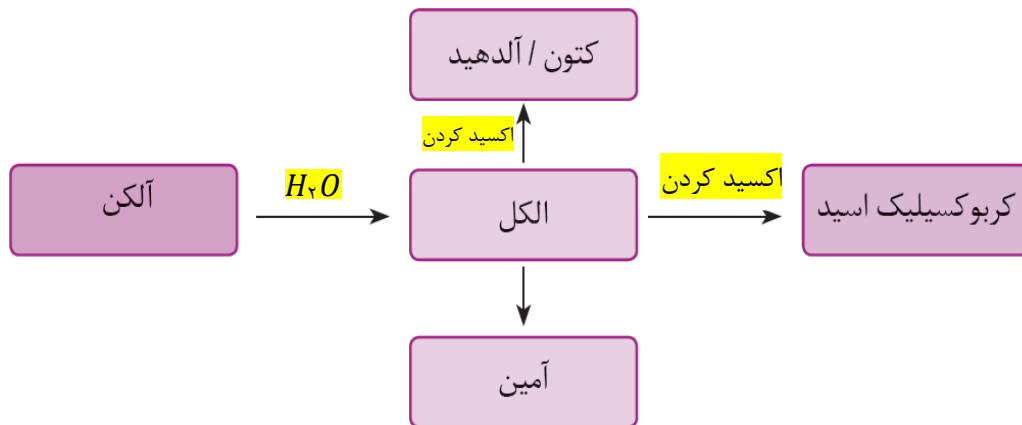 کتون / آلدهید
اکسید کردن
آلکن
H۲O
الکل
اکسید کردن
کربوکسیلیک اسید
آمین